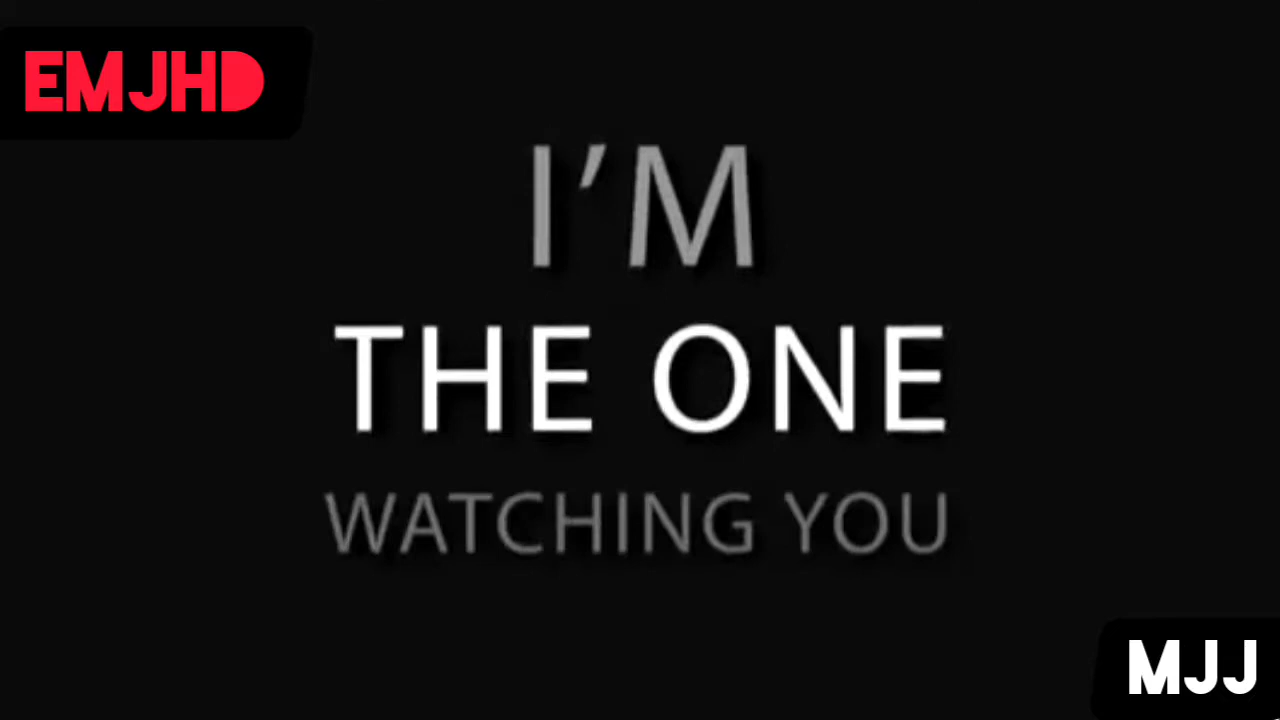 EMJHD
I’M
THE ONE
WATCHING YOU
MJJ